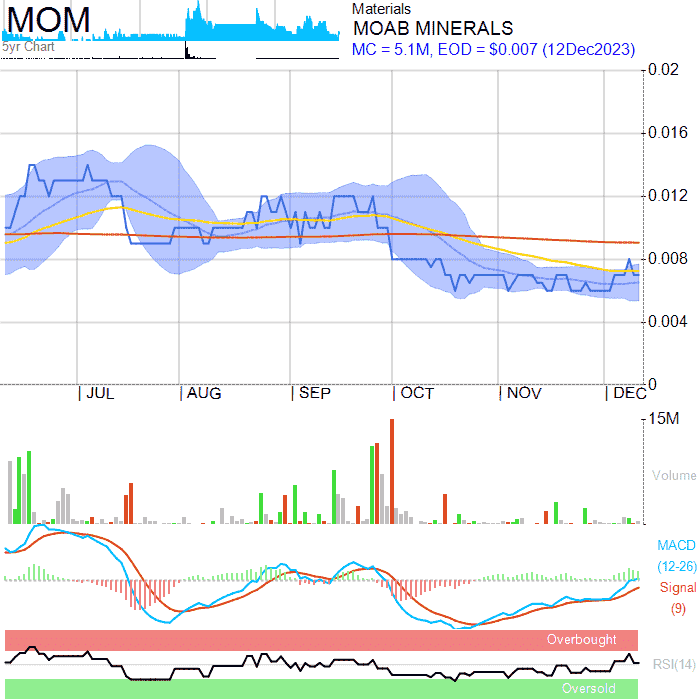 MOM
5yr Chart
Materials
MOAB MINERALS
MC = 5.1M, EOD = $0.007 (12Dec2023)
0.02
0.016
0.012
0.008
0.004
0
| JUL | AUG | SEP | OCT | NOV | DEC
15M
Volume
MACD
(12-26)
Signal
(9)
Overbought
RSI(14)
Oversold